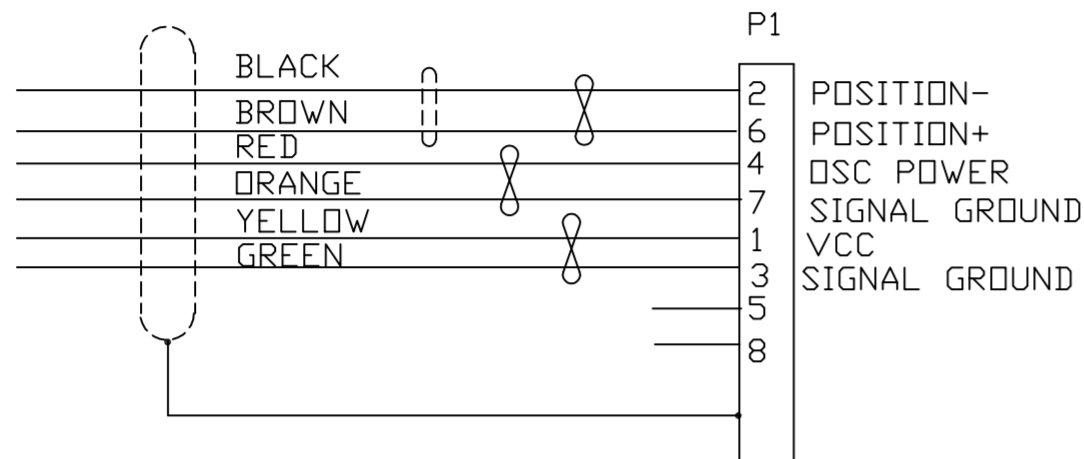 P1
BLACK
2 POSITION-
BROWN
6 POSITION+
RED
4 OSC POWER
ORANGE
7 SIGNAL GROUND
YELLOW
1 VCC
GREEN
3 SIGNAL GROUND
5
8